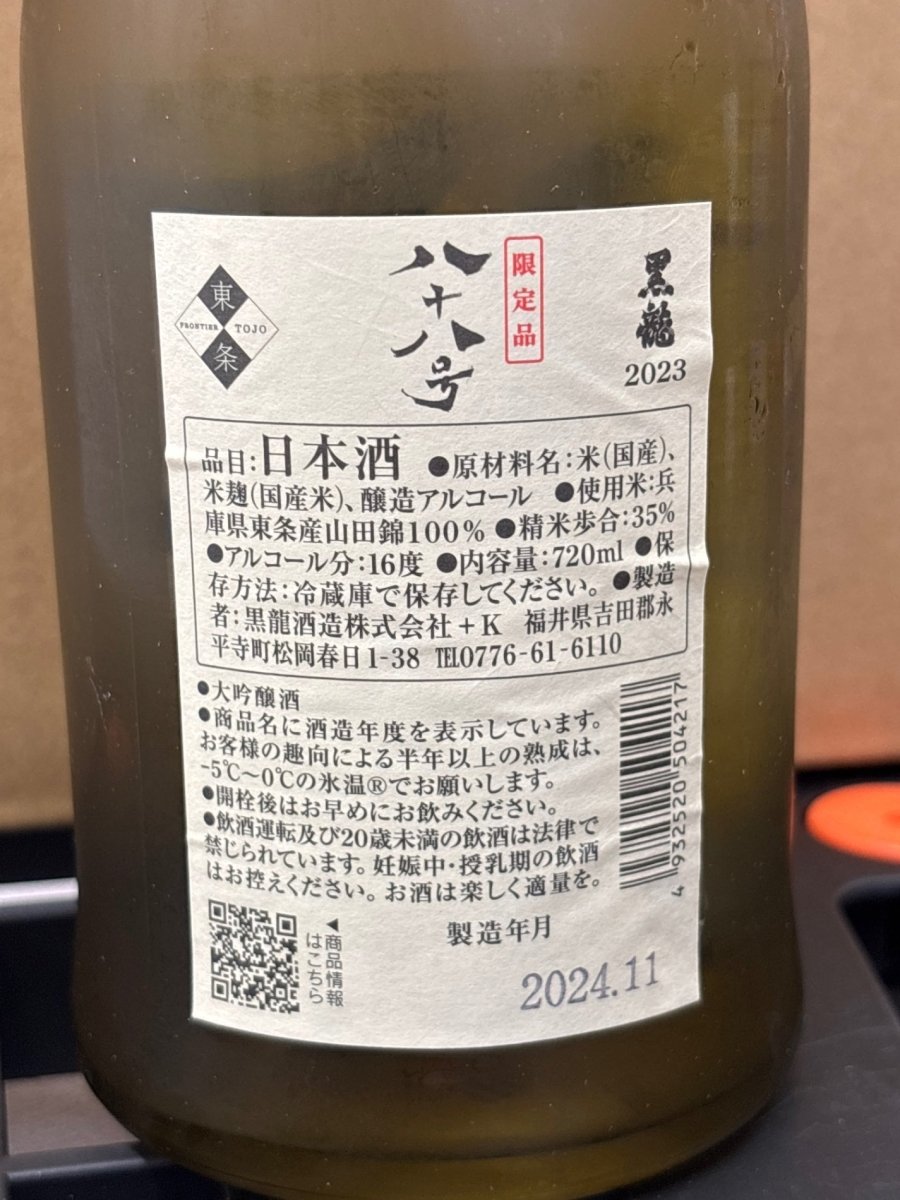 黒龍
2023
限定品
八十八号
東
FRONTIER TOJO
条
品目:日本酒 ●原材料名:米(国産)、
米麹(国産米)、醸造アルコール ●使用米:兵
庫県東条産山田錦100% ●精米歩合:35%
●アルコール分:16度 ●内容量:720ml ●保
存方法:冷蔵庫で保存してください。 ●製造
者:黒龍酒造株式会社+K 福井県吉田郡永
平寺町松岡春日1-38 ℡0776-61-6110
●大吟醸酒
●商品名に酒造年度を表示しています。
お客様の趣向による半年以上の熟成は、
-5℃~0℃の氷温®でお願いします。
●開栓後はお早めにお飲みください。
●飲酒運転及び20歳未満の飲酒は法律で
禁じられています。妊娠中・授乳期の飲酒
はお控えください。お酒は楽しく適量を。
4 932520 504217
◀商品情報
はこちら
製造年月
2024.11